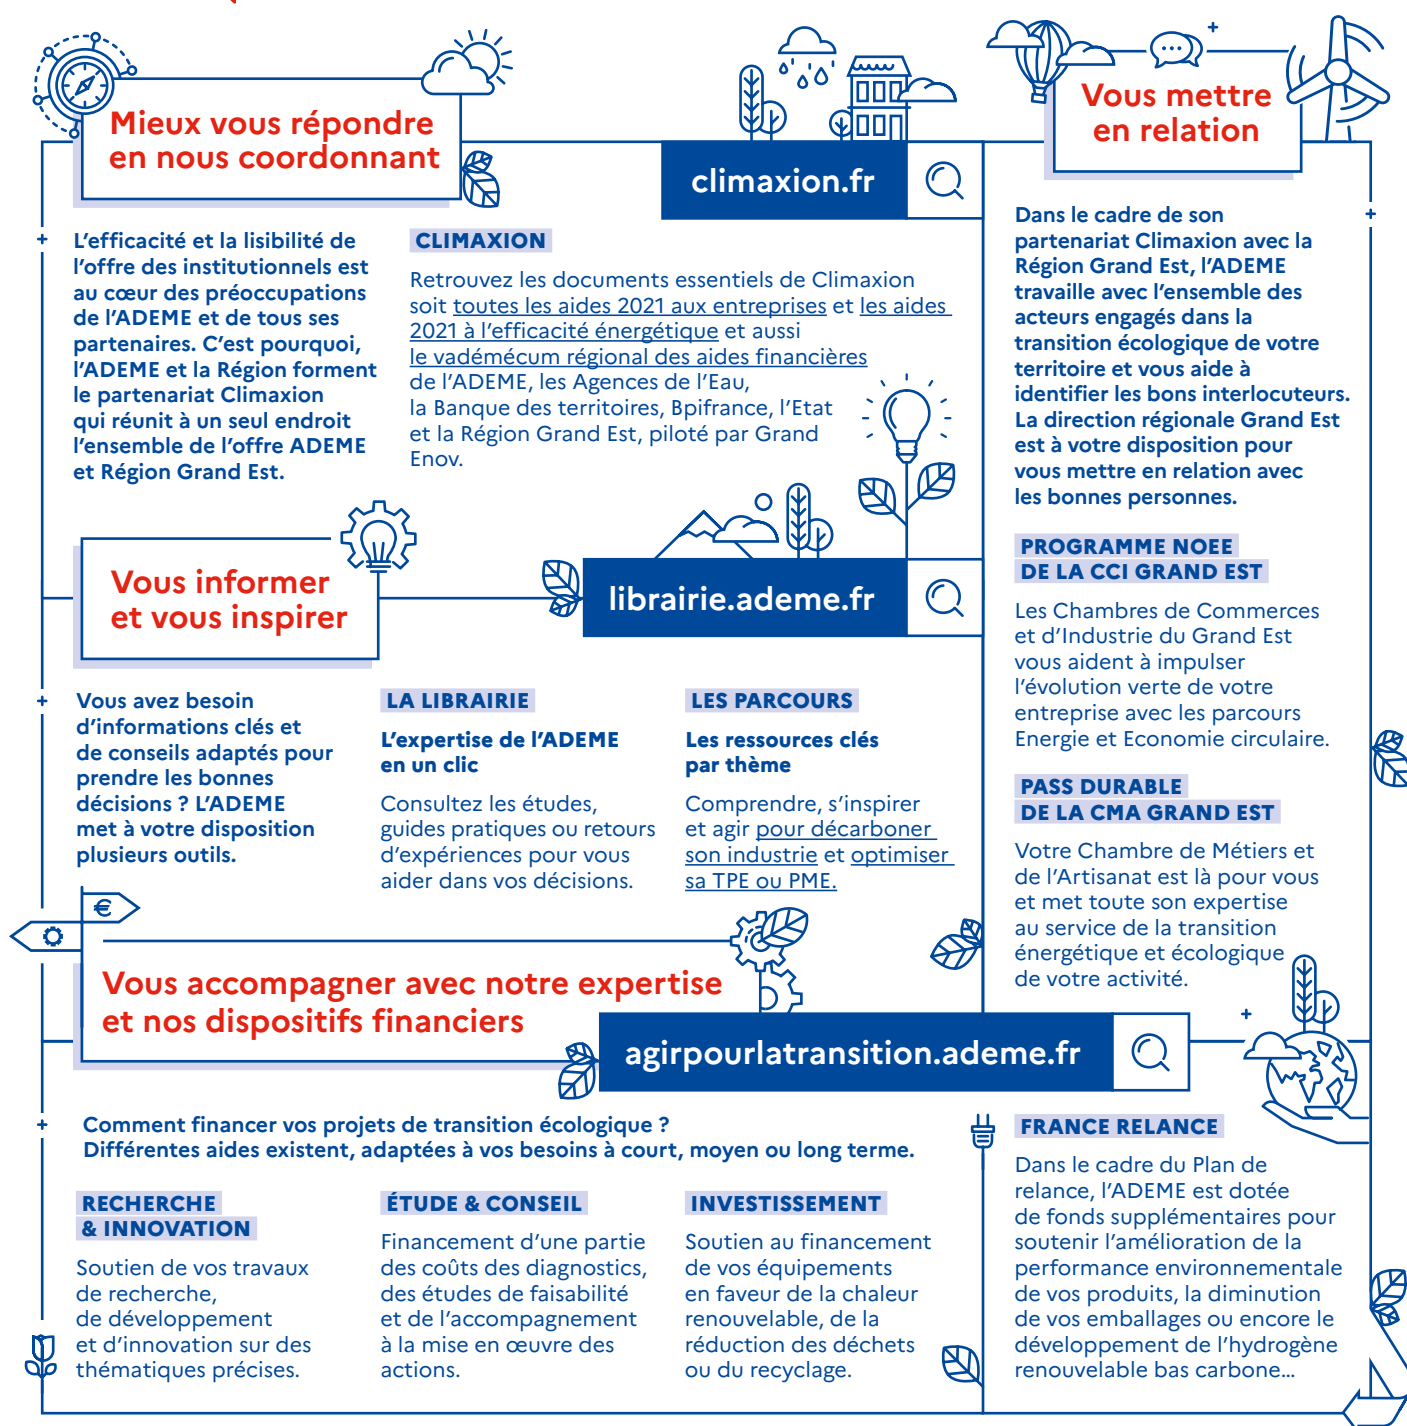 Mieux vous répondre
en nous coordonnant
climaxion.fr
L’efficacité et la lisibilité de
l’offre des institutionnels est
au cœur des préoccupations
de l’ADEME et de tous ses
partenaires. C’est pourquoi,
l’ADEME et la Région forment
le partenariat Climaxion
qui réunit à un seul endroit
l’ensemble de l’offre ADEME
et Région Grand Est.
CLIMAXION
Retrouvez les documents essentiels de Climaxion
soit toutes les aides 2021 aux entreprises et les aides
2021 à l’efficacité énergétique et aussi
le vadémécum régional des aides financières
de l’ADEME, les Agences de l’Eau,
la Banque des territoires, Bpifrance, l’Etat
et la Région Grand Est, piloté par Grand
Enov.
Vous informer
et vous inspirer
librairie.ademe.fr
Vous avez besoin
d’informations clés et
de conseils adaptés pour
prendre les bonnes
décisions ? L’ADEME
met à votre disposition
plusieurs outils.
LA LIBRAIRIE
L’expertise de l’ADEME
en un clic
Consultez les études,
guides pratiques ou retours
d’expériences pour vous
aider dans vos décisions.
LES PARCOURS
Les ressources clés
par thème
Comprendre, s’inspirer
et agir pour décarboner
son industrie et optimiser
sa TPE ou PME.
Vous mettre
en relation
Dans le cadre de son
partenariat Climaxion avec la
Région Grand Est, l’ADEME
travaille avec l’ensemble des
acteurs engagés dans la
transition écologique de votre
territoire et vous aide à
identifier les bons interlocuteurs.
La direction régionale Grand Est
est à votre disposition pour
vous mettre en relation avec
les bonnes personnes.
PROGRAMME NOEE
DE LA CCI GRAND EST
Les Chambres de Commerces
et d’Industrie du Grand Est
vous aident à impulser
l’évolution verte de votre
entreprise avec les parcours
Energie et Economie circulaire.
PASS DURABLE
DE LA CMA GRAND EST
Votre Chambre de Métiers et
de l’Artisanat est là pour vous
et met toute son expertise
au service de la transition
énergétique et écologique
de votre activité.
€
Vous accompagner avec notre expertise
et nos dispositifs financiers
agirpourlatransition.ademe.fr
Comment financer vos projets de transition écologique ?
Différentes aides existent, adaptées à vos besoins à court, moyen ou long terme.
RECHERCHE
& INNOVATION
Soutien de vos travaux
de recherche,
de développement
et d’innovation sur des
thématiques précises.
ÉTUDE & CONSEIL
Financement d’une partie
des coûts des diagnostics,
des études de faisabilité
et de l’accompagnement
à la mise en œuvre des
actions.
INVESTISSEMENT
Soutien au financement
de vos équipements
en faveur de la chaleur
renouvelable, de la
réduction des déchets
ou du recyclage.
FRANCE RELANCE
Dans le cadre du Plan de
relance, l’ADEME est dotée
de fonds supplémentaires pour
soutenir l’amélioration de la
performance environnementale
de vos produits, la diminution
de vos emballages ou encore le
développement de l’hydrogène
renouvelable bas carbone…